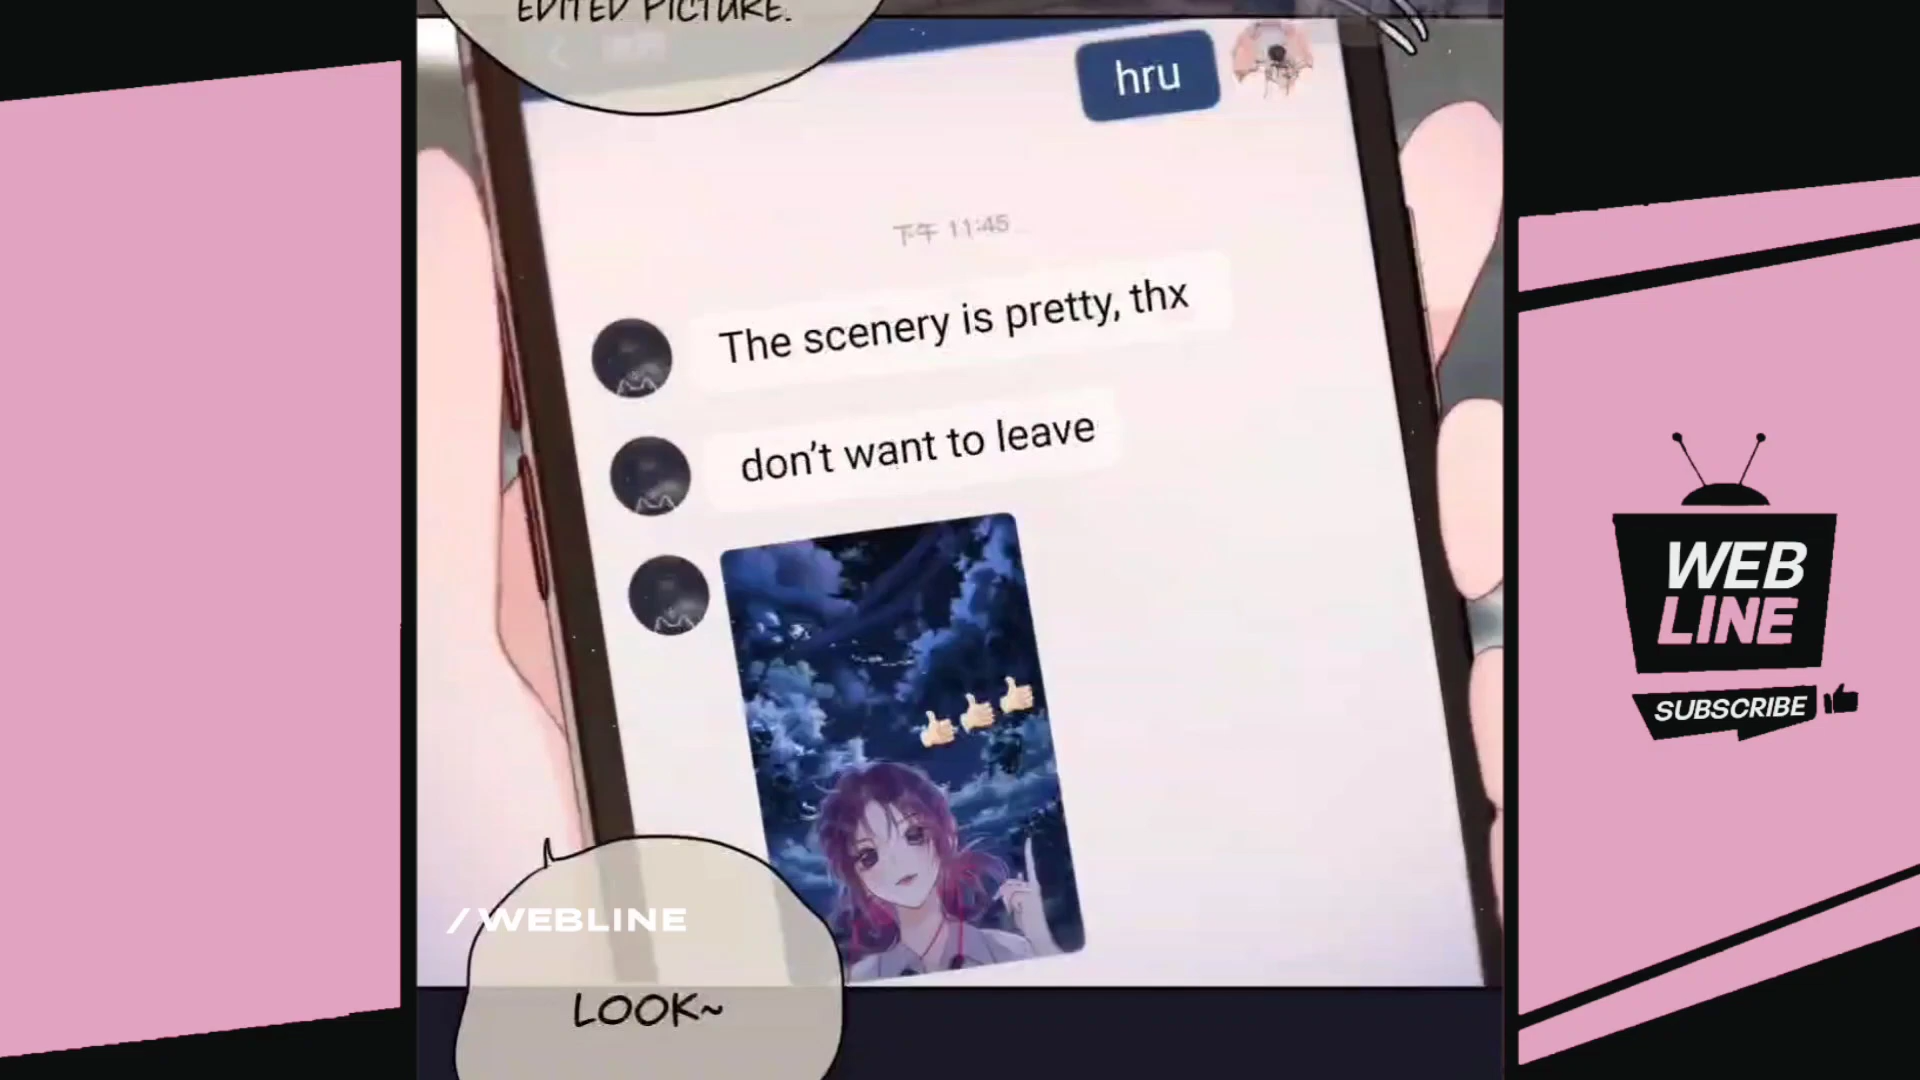 EDITED PICTURE.
hru
下午 11:45
The scenery is pretty, thx
don't want to leave
WEB
LINE
SUBSCRIBE
/WEBLINE
LOOK~